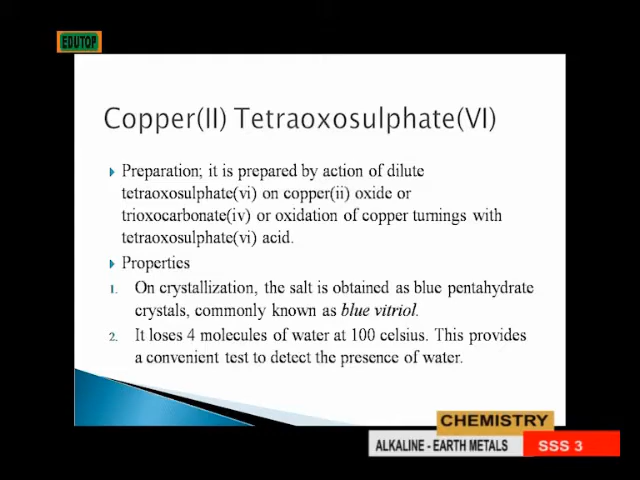 EDUTOP
Copper(II) Tetraoxosulphate(VI)
Preparation; it is prepared by action of dilute
tetraoxosulphate(vi) on copper(ii) oxide or
trioxocarbonate(iv) or oxidation of copper turnings with
tetraoxosulphate(vi) acid.
Properties
1. On crystallization, the salt is obtained as blue pentahydrate
crystals, commonly known as blue vitriol.
2. It loses 4 molecules of water at 100 celsius. This provides
a convenient test to detect the presence of water.
CHEMISTRY
ALKALINE - EARTH METALS SSS 3